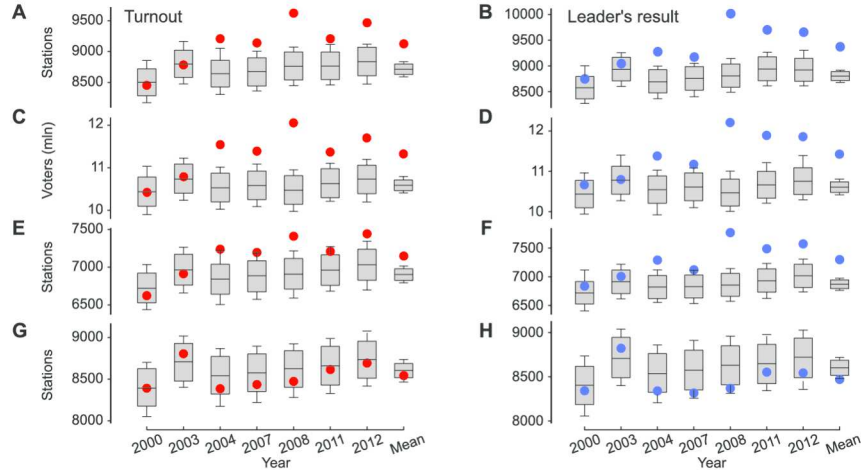 A Turnout
9500
9000
8500
Stations
B Leader's result
10000
9500
9000
8500
C
12
11
10
Voters (mln)
D
12
11
10
E
7500
7000
6500
Stations
F
7500
7000
6500
G
9000
8500
8000
Stations
2000 2003 2004 2007 2008 2011 2012 Mean
Year
H
9000
8500
8000
2000 2003 2004 2007 2008 2011 2012 Mean
Year